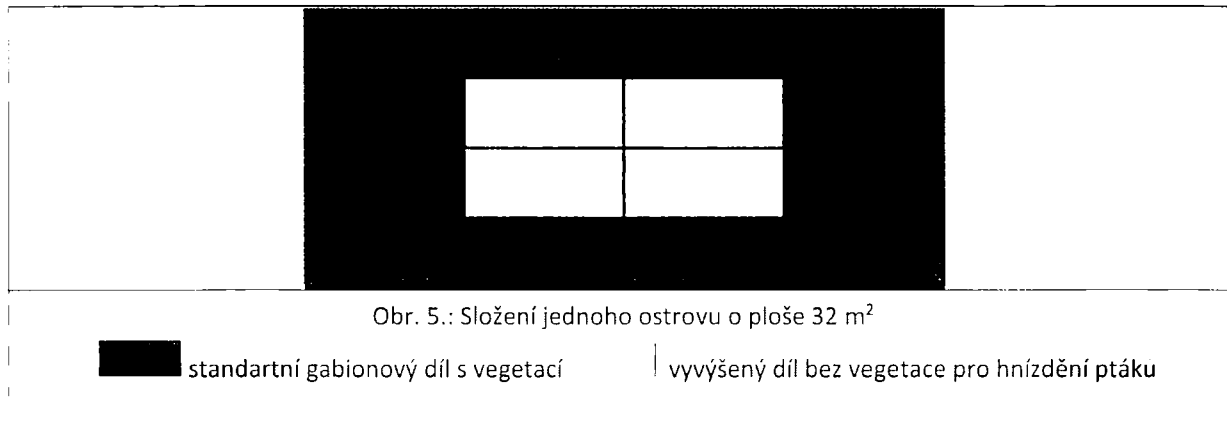 Obr. 5.: Složení jednoho ostrovu o ploše 32 m²
standartní gabionový díl s vegetací
vyvýšený díl bez vegetace pro hnízdění ptáku